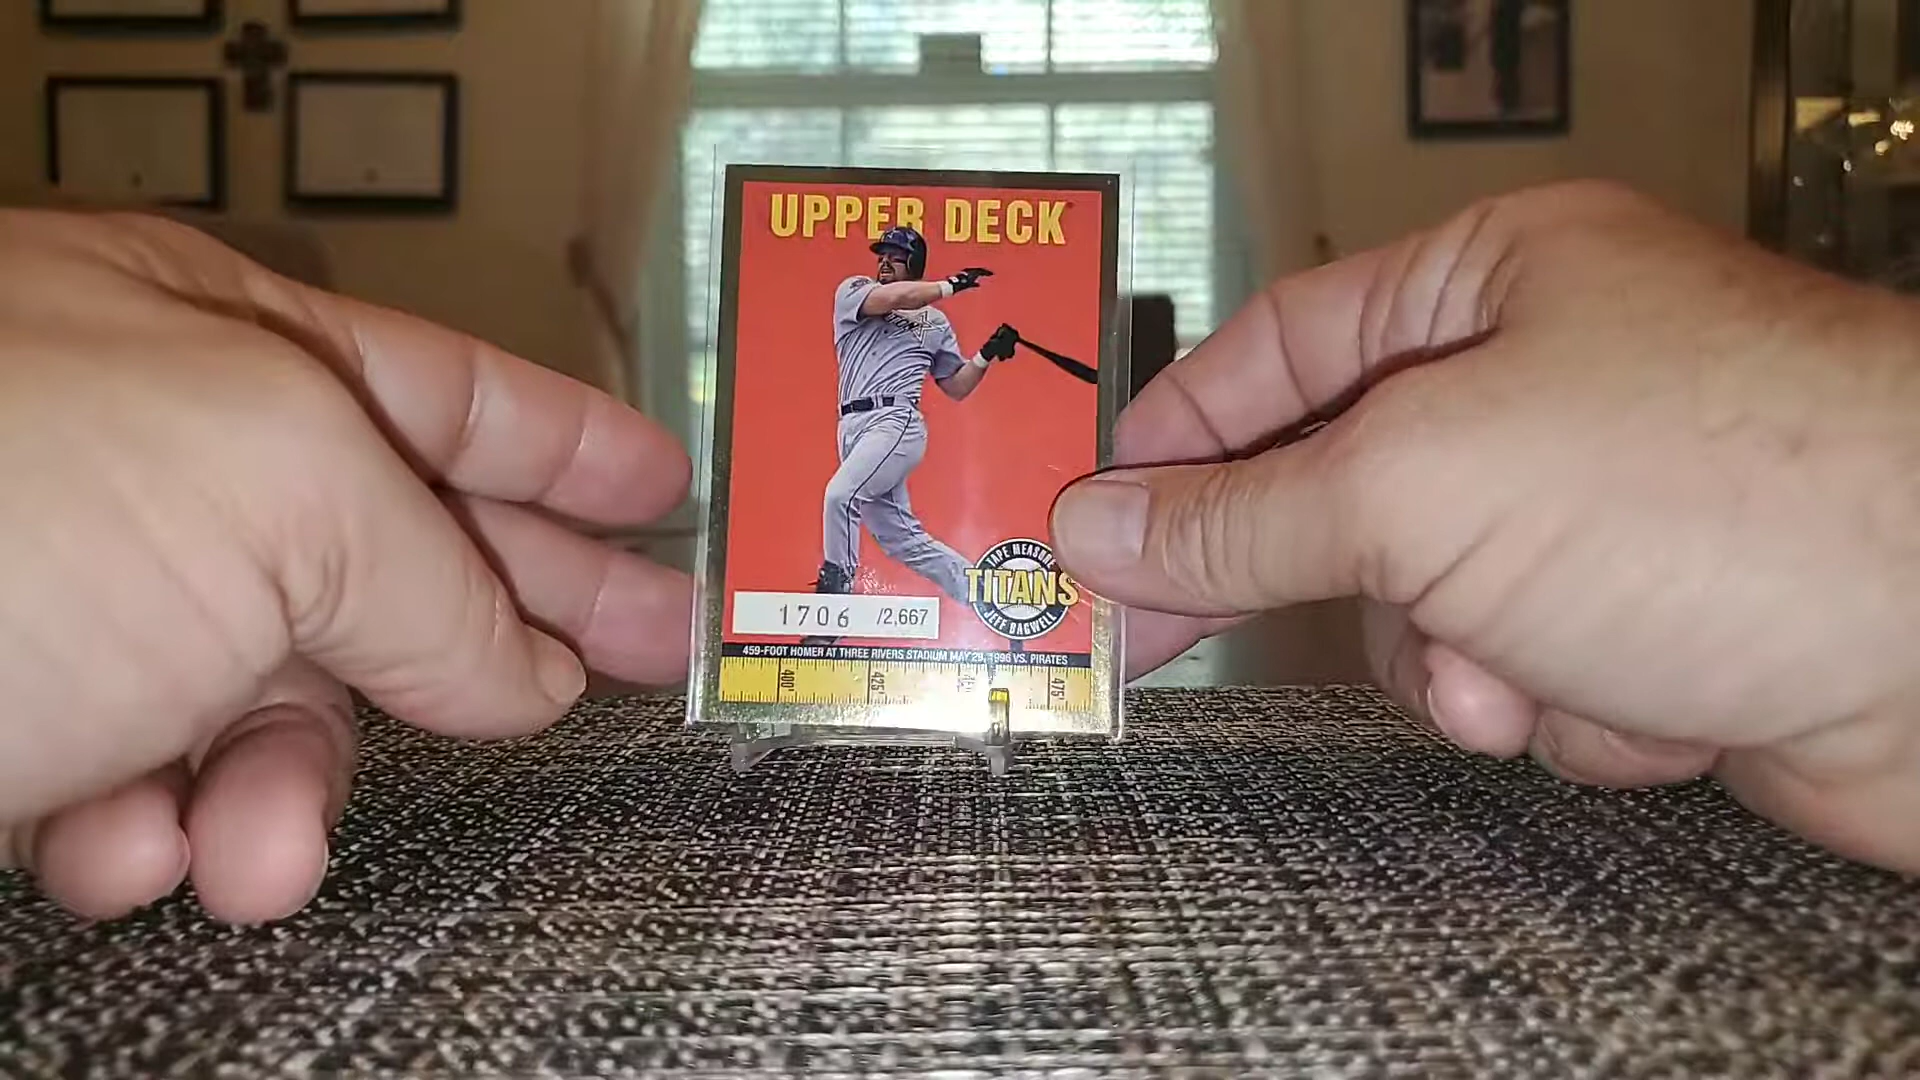 UPPER DECK
TAPE MEASURE
TITANS
JEFF BAGWELL
1706 /2,667
459-FOOT HOMER AT THREE RIVERS STADIUM MAY 29, 1996 VS. PIRATES
400' 425' 475'